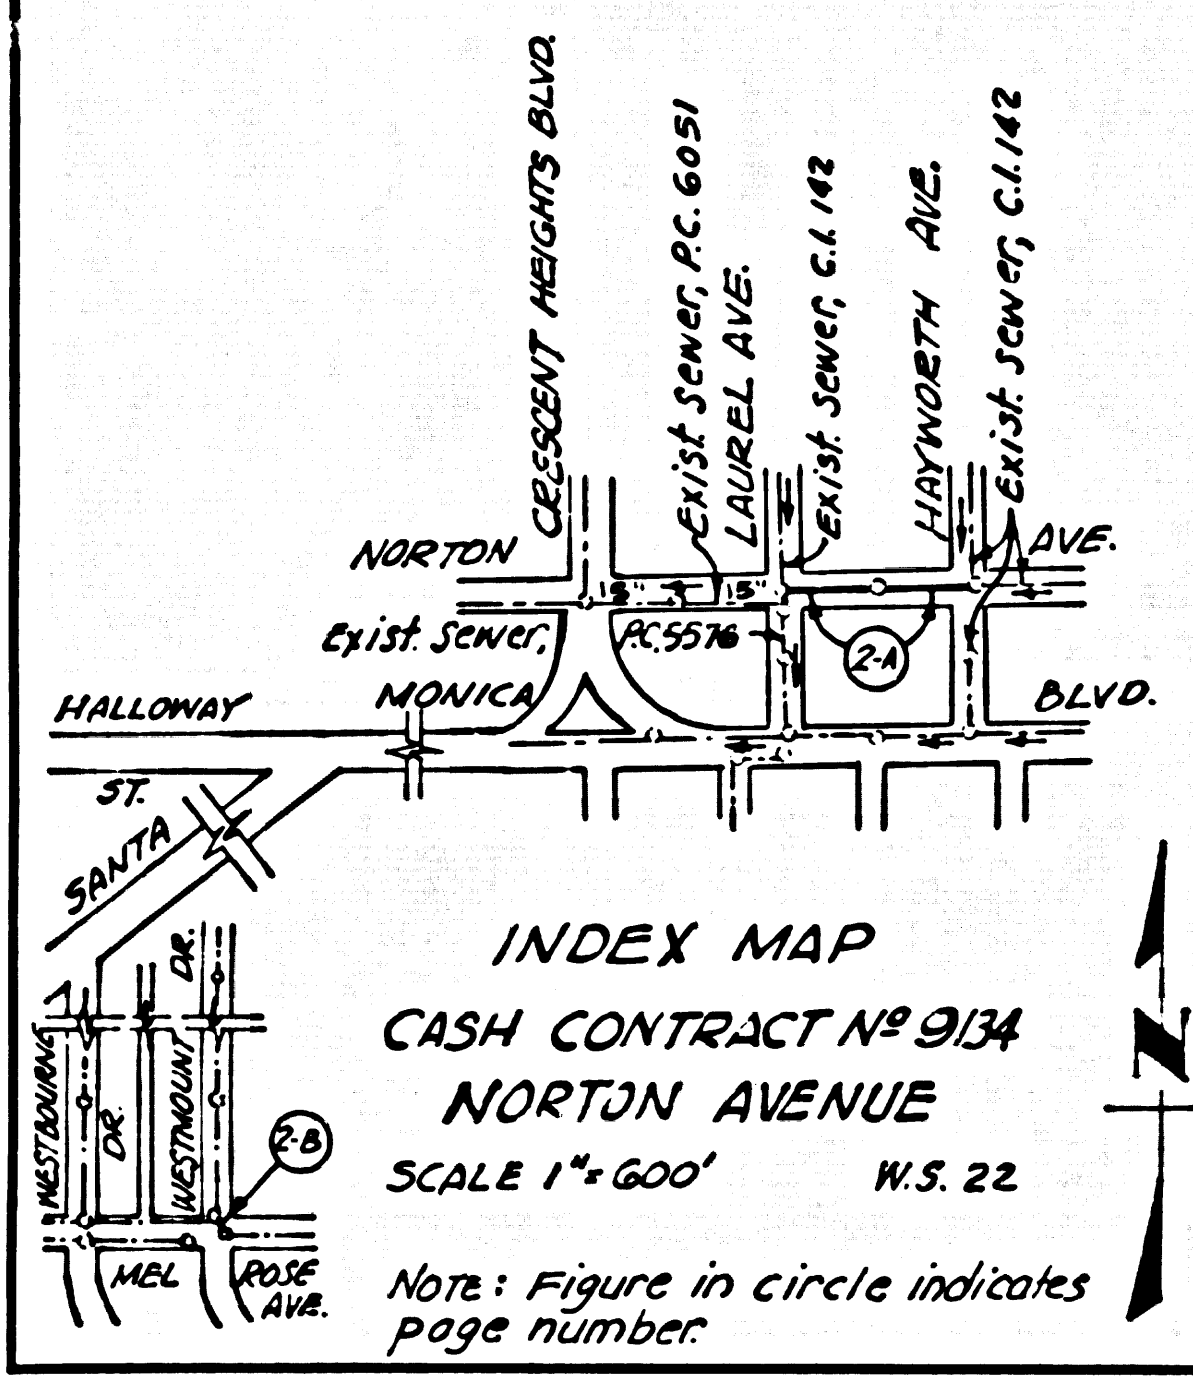 CRESCENT HEIGHTS BLVD.
Exist. Sewer, P.C. 6051
LAUREL AVE.
Exist. Sewer, C.I. 142
HAYWORTH AVE.
Exist. Sewer, C.I. 142
NORTON AVE.
15" 15"
Exist. Sewer, P.C. 5576
2-A
HALLOWAY MONICA BLVD.
ST.
SANTA
DR.
WESTBOURNE
DR.
WESTMOUNT
2-B
MEL ROSE
AVE.
INDEX MAP
CASH CONTRACT Nº 9134
NORTON AVENUE
SCALE 1"=600' W.S. 22
NOTE: Figure in circle indicates
page number.
N